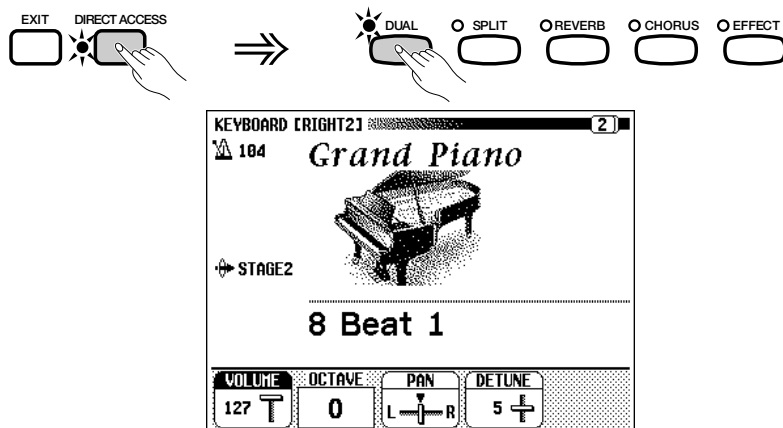 EXIT DIRECT ACCESS DUAL SPLIT REVERB CHORUS EFFECT
KEYBOARD [RIGHT2] 2
104 Grand Piano
STAGE2
8 Beat 1
VOLUME OCTAVE PAN DETUNE
127 0 L R 5